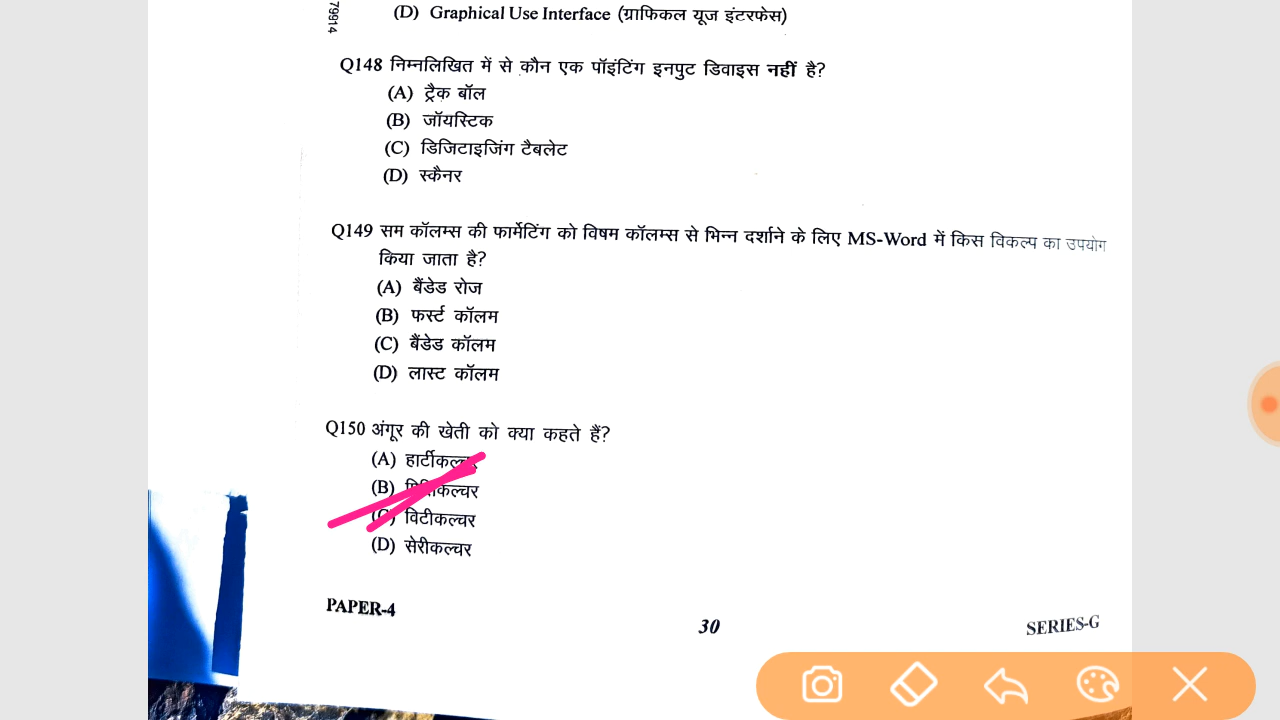 79914
(D) Graphical Use Interface (ग्राफिकल यूज इंटरफेस)
Q148 निम्नलिखित में से कौन एक पॉइंटिंग इनपुट डिवाइस नहीं है?
(A) ट्रैक बॉल
(B) जॉयस्टिक
(C) डिजिटाइजिंग टैबलेट
(D) स्कैनर
Q149 सम कॉलम्स की फार्मेटिंग को विषम कॉलम्स से भिन्न दर्शाने के लिए MS-Word में किस विकल्प का उपयोग
किया जाता है?
(A) बैंडेड रोज
(B) फर्स्ट कॉलम
(C) बैंडेड कॉलम
(D) लास्ट कॉलम
Q150 अंगूर की खेती को क्या कहते हैं?
(A) हार्टीकल्चर
(B)
(C) विटीकल्चर
(D) सेरीकल्चर
PAPER-4
30
SERIES-G